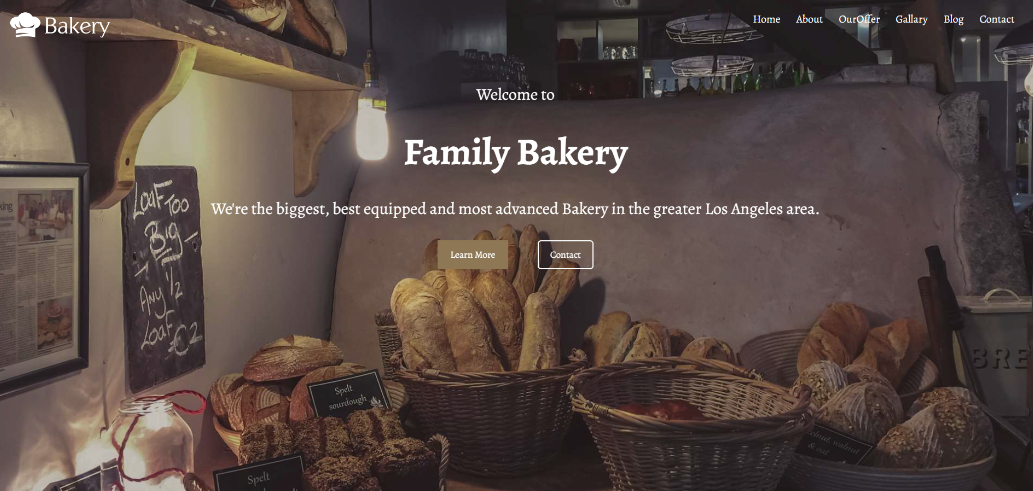 Bakery
Home About OurOffer Gallary Blog Contact
Welcome to
Family Bakery
We're the biggest, best equipped and most advanced Bakery in the greater Los Angeles area.
Learn More Contact
Loaf Too
Big
Any 1/2
Loaf €2
Spelt
sourdough
Spelt
BRE